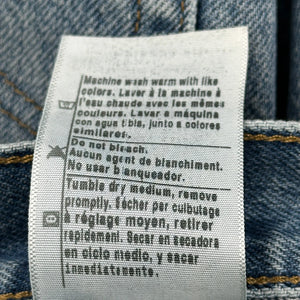 Machine wash warm with like
colors. Laver à la machine à
l'eau chaude avec les mêmes
couleurs. Lavar a máquina
con agua tibia, junto a colores
similares.
Do not bleach.
Aucun agent de blanchiment.
No usar blanqueador.
Tumble dry medium, remove
promptly. Sécher par culbutage
à réglage moyen, retirer
rapidement. Secar en secadora
en ciclo medio, y sacar
inmediatamente.